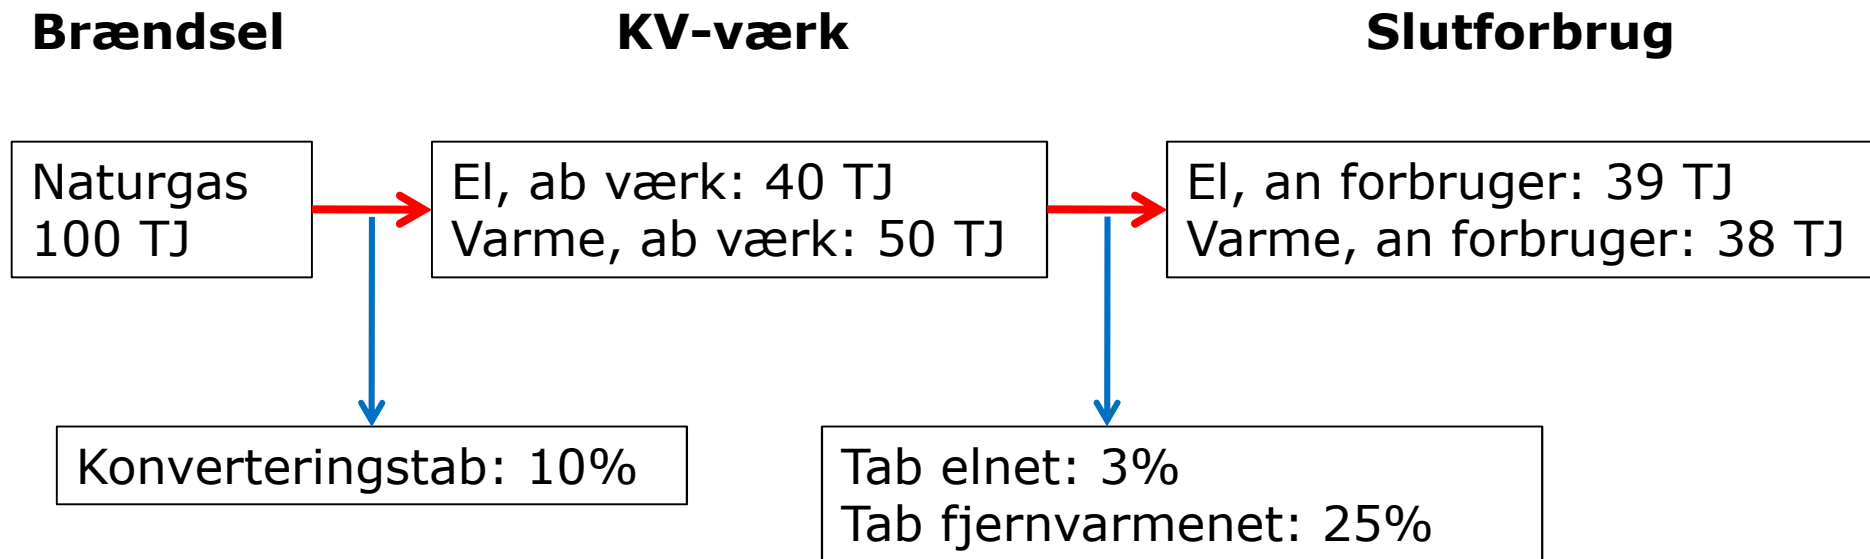 Brændsel
KV-værk
Slutforbrug
Naturgas
100 TJ
El, ab værk: 40 TJ
Varme, ab værk: 50 TJ
El, an forbruger: 39 TJ
Varme, an forbruger: 38 TJ
Konverteringstab: 10%
Tab elnet: 3%
Tab fjernvarmenet: 25%